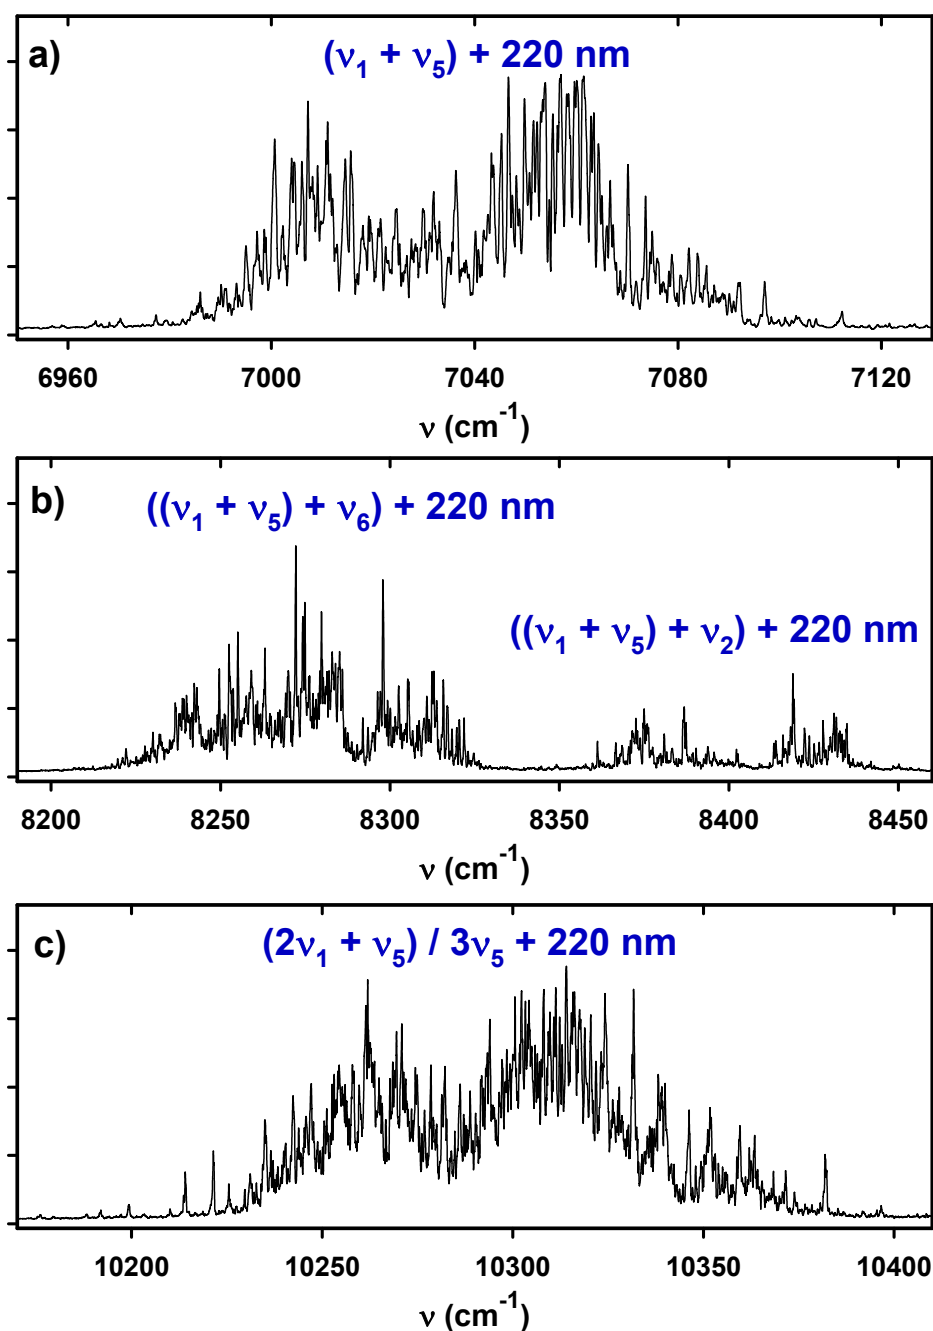 a)
(ν₁ + ν₅) + 220 nm
6960 7000 7040 7080 7120
ν (cm⁻¹)
b)
((ν₁ + ν₅) + ν₆) + 220 nm
((ν₁ + ν₅) + ν₂) + 220 nm
8200 8250 8300 8350 8400 8450
ν (cm⁻¹)
c)
(2ν₁ + ν₅) / 3ν₅ + 220 nm
10200 10250 10300 10350 10400
ν (cm⁻¹)